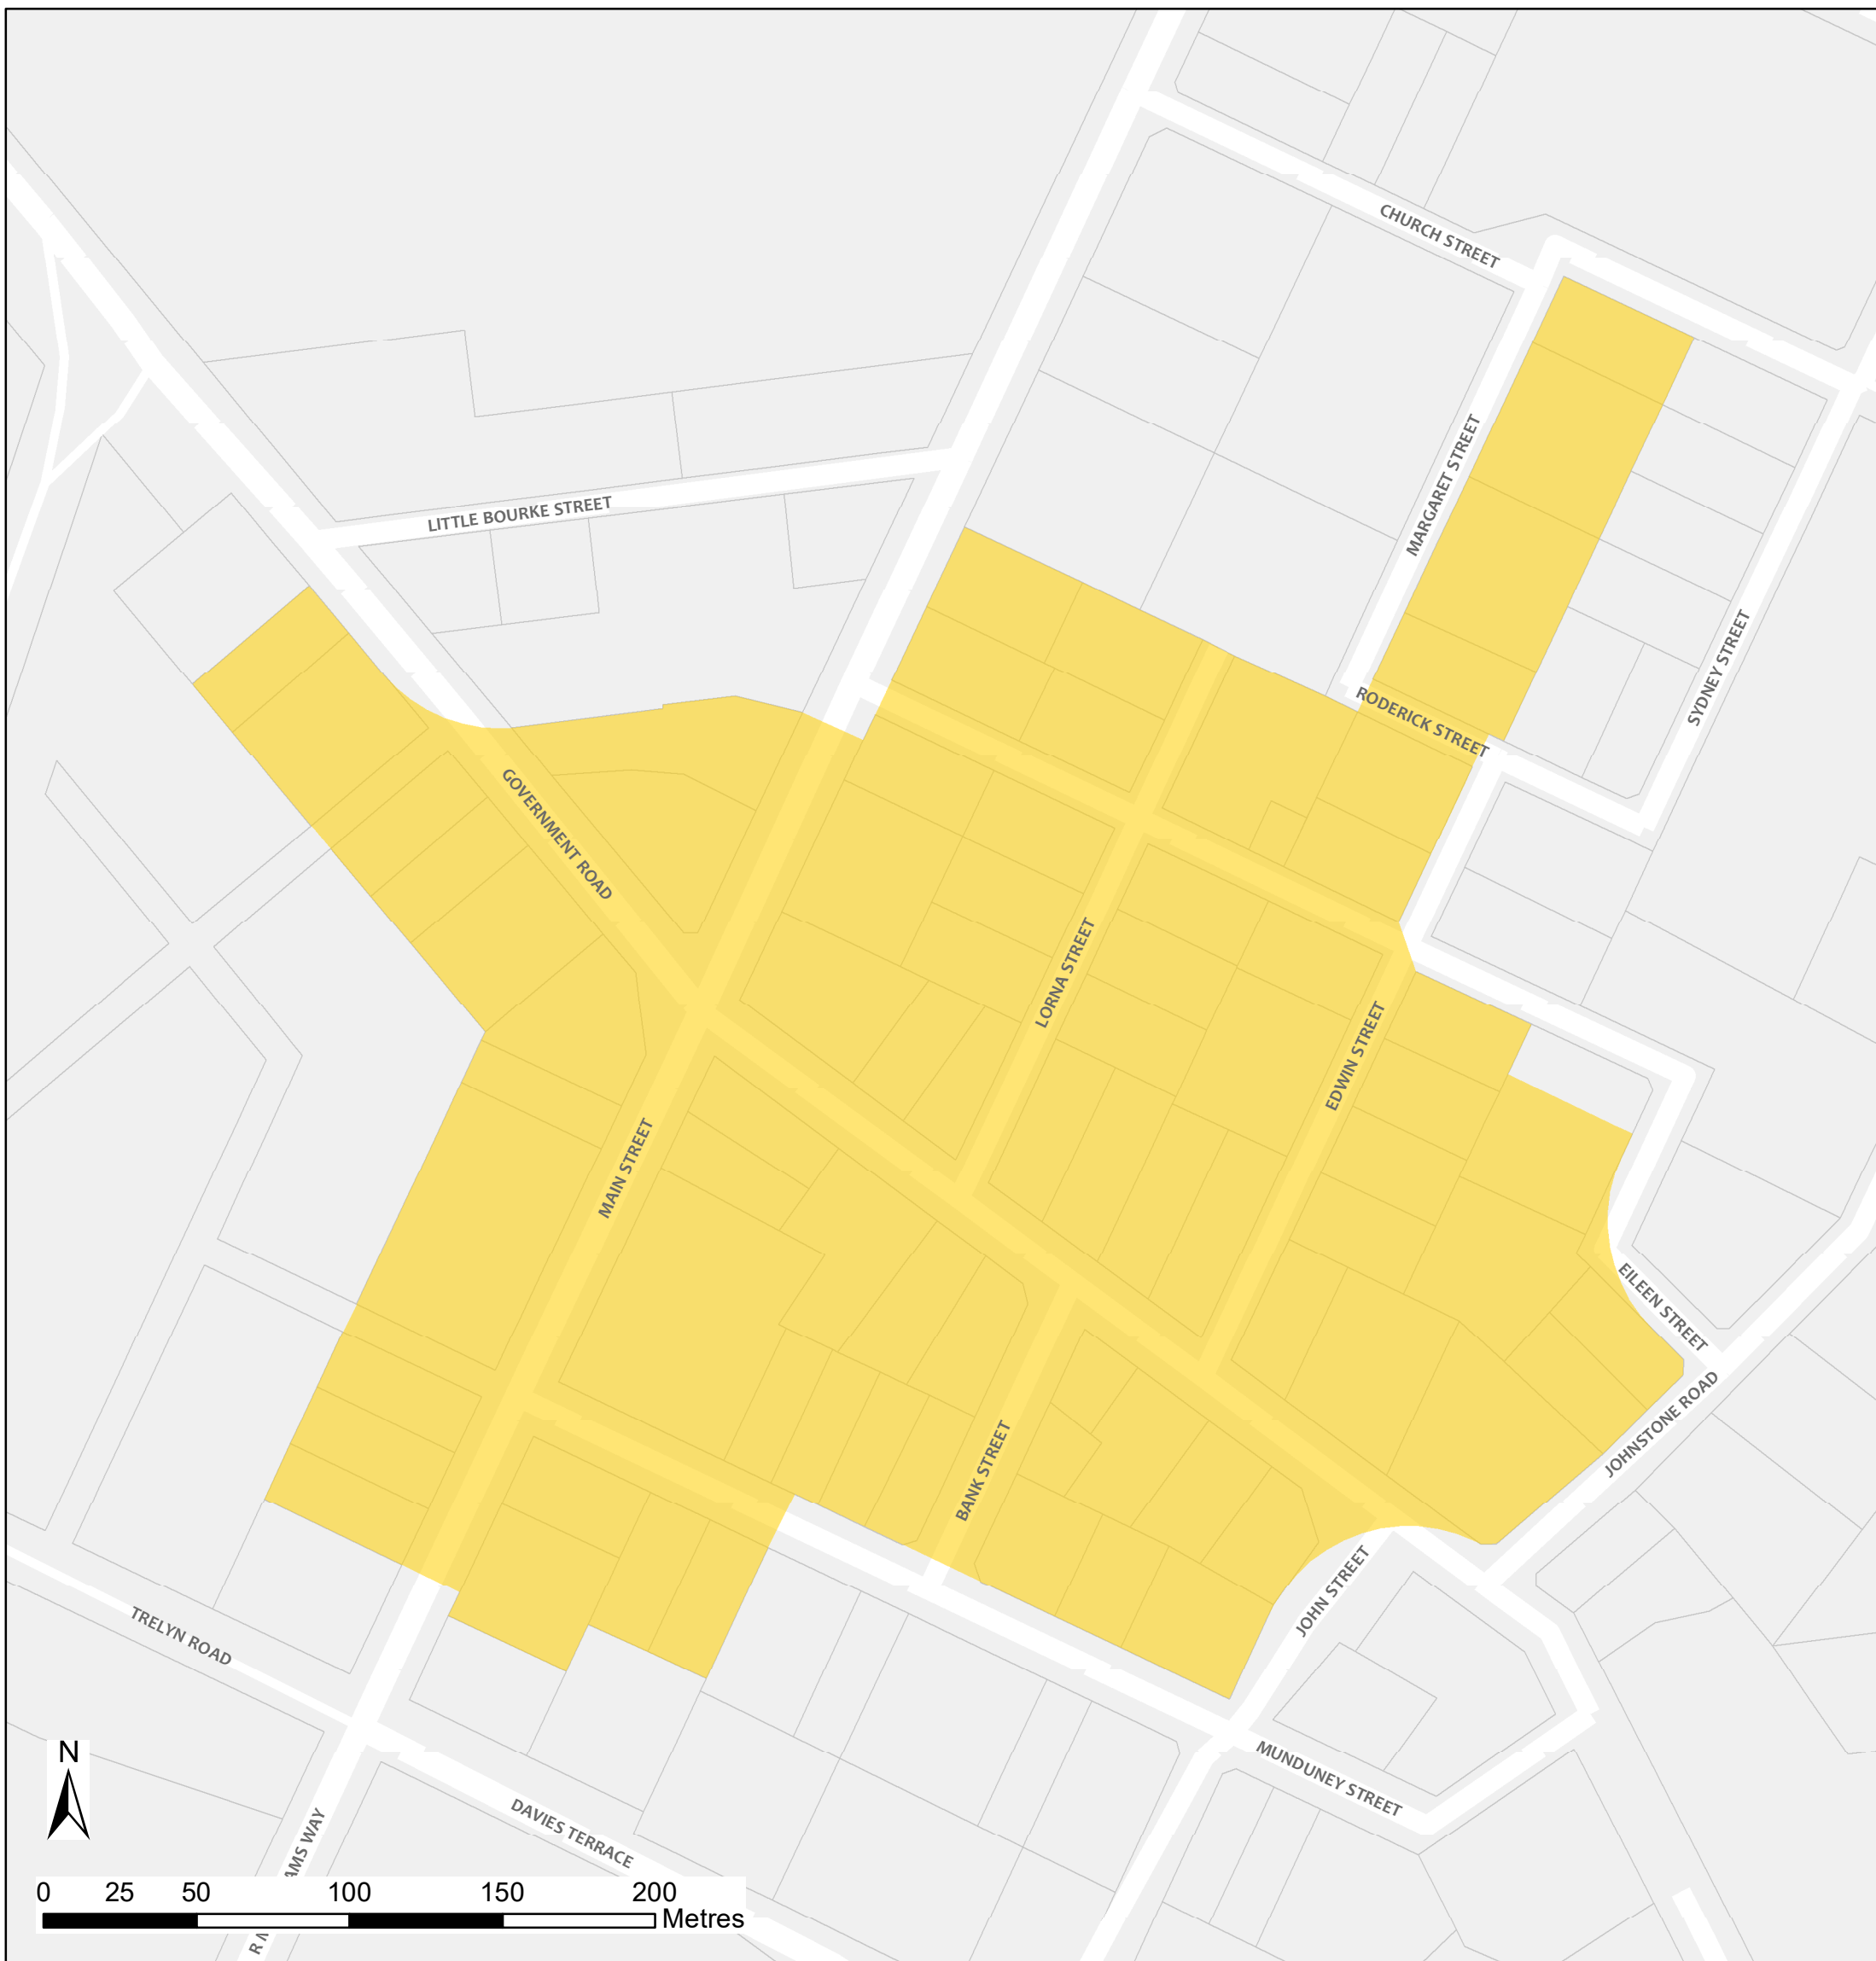 CHURCH STREET
MARGARET STREET
LITTLE BOURKE STREET
SYDNEY STREET
RODERICK STREET
GOVERNMENT ROAD
LORNA STREET
EDWIN STREET
MAIN STREET
EILEEN STREET
JOHNSTONE ROAD
BANK STREET
JOHN STREET
TRELYN ROAD
MUNDUNEY STREET
DAVIES TERRACE
N
WAY
0 25 50 100 150 200
Metres